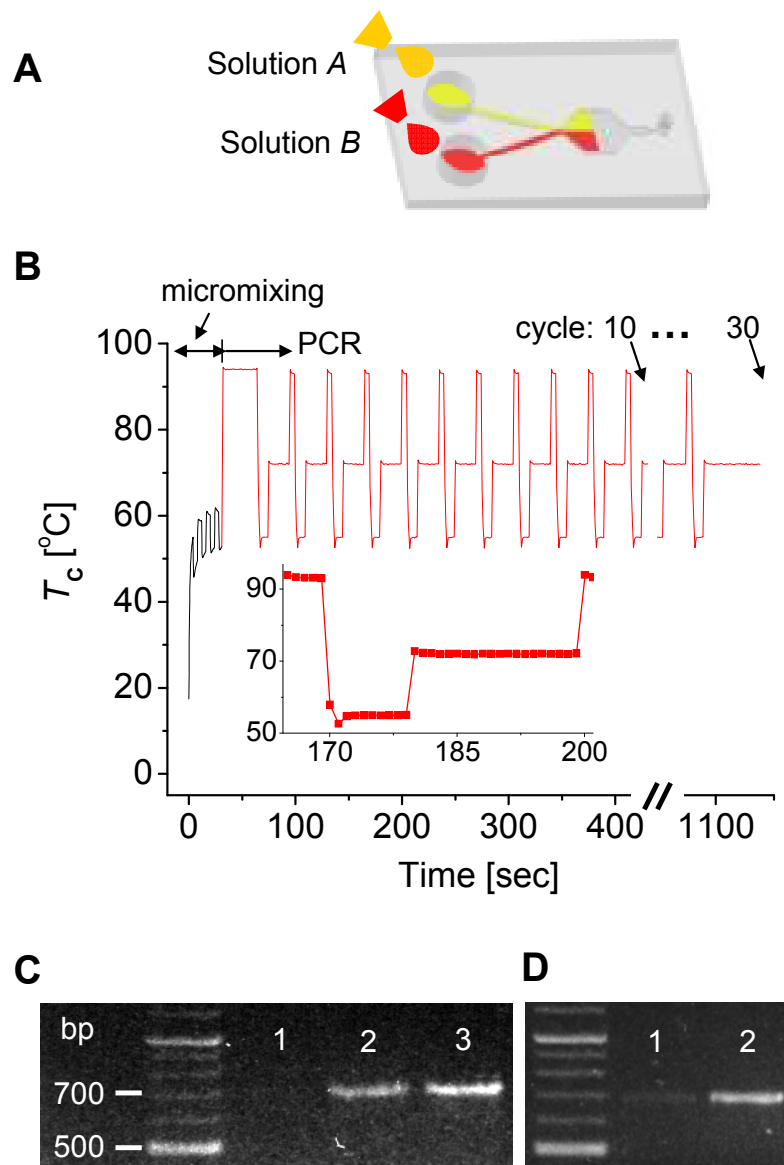 A
Solution A
Solution B
B
micromixing
PCR
cycle: 10 ... 30
100
80
60
40
20
0
Tc [°C]
90
70
50
170 185 200
0 100 200 300 400 1100
Time [sec]
C
D
bp
1 2 3
700
500
1 2